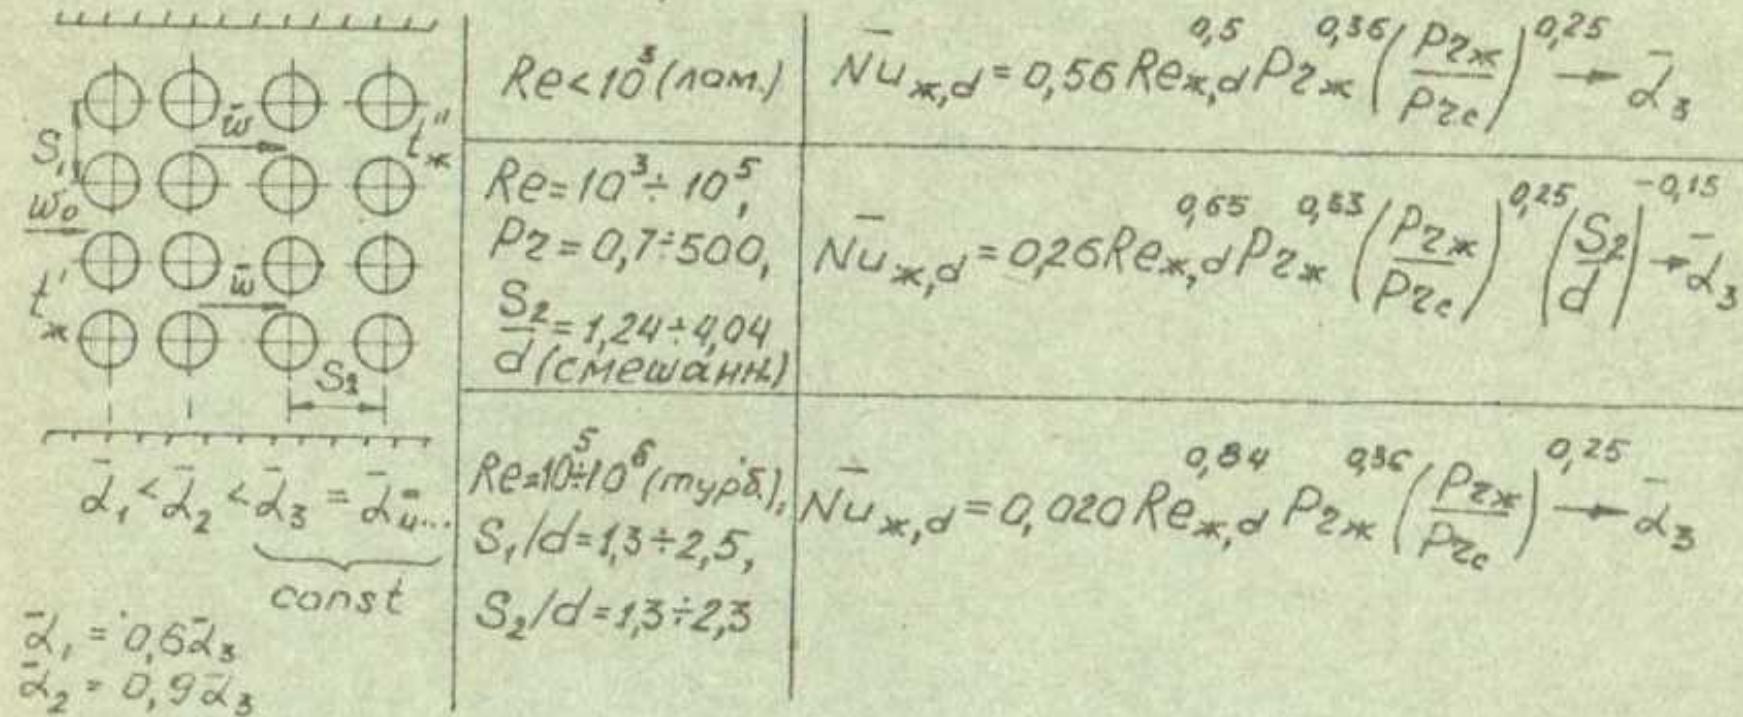 S₁
w̄
t″ж
w₀
w̄
t′ж
S₂
ᾱ₁ < ᾱ₂ < ᾱ₃ = ᾱ₄=...
const
ᾱ₁ = 0,6ᾱ₃
ᾱ₂ = 0,9ᾱ₃
Re<10³ (лам.)
N̄uж,d = 0,56 Reж,d^0,5 Prж^0,36 (Prж/Prс)^0,25 → ᾱ₃
Re=10³÷10⁵,
Pr=0,7÷500,
S₂/d=1,24÷4,04
(смешанн.)
N̄uж,d = 0,26 Reж,d^0,65 Prж^0,33 (Prж/Prс)^0,25 (S₂/d)^-0,15 → ᾱ₃
Re=10⁵÷10⁶ (турб.),
S₁/d=1,3÷2,5,
S₂/d=1,3÷2,3
N̄uж,d = 0,020 Reж,d^0,84 Prж^0,36 (Prж/Prс)^0,25 → ᾱ₃